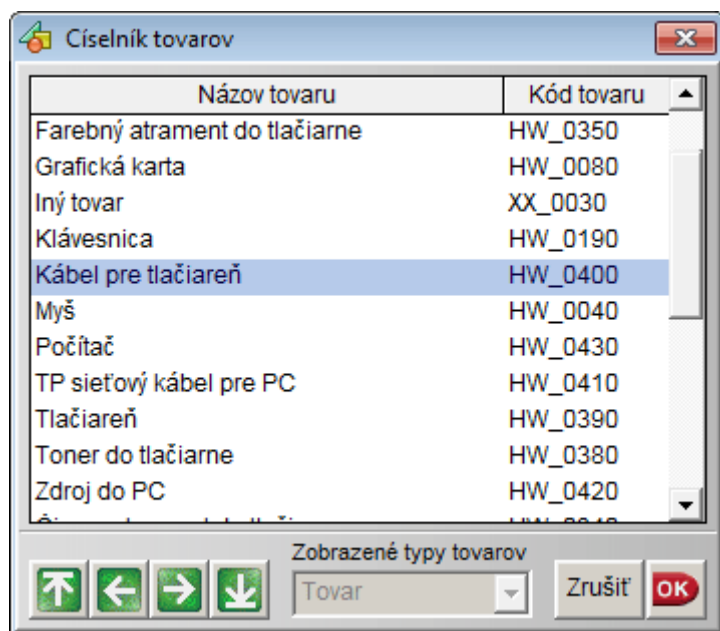 Císelník tovarov
Názov tovaru Kód tovaru
Farebný atrament do tlačiarne HW_0350
Grafická karta HW_0080
Iný tovar XX_0030
Klávesnica HW_0190
Kábel pre tlačiareň HW_0400
Myš HW_0040
Počítač HW_0430
TP sieťový kábel pre PC HW_0410
Tlačiareň HW_0390
Toner do tlačiarne HW_0380
Zdroj do PC HW_0420
Zobrazené typy tovarov
Tovar Zrušiť OK